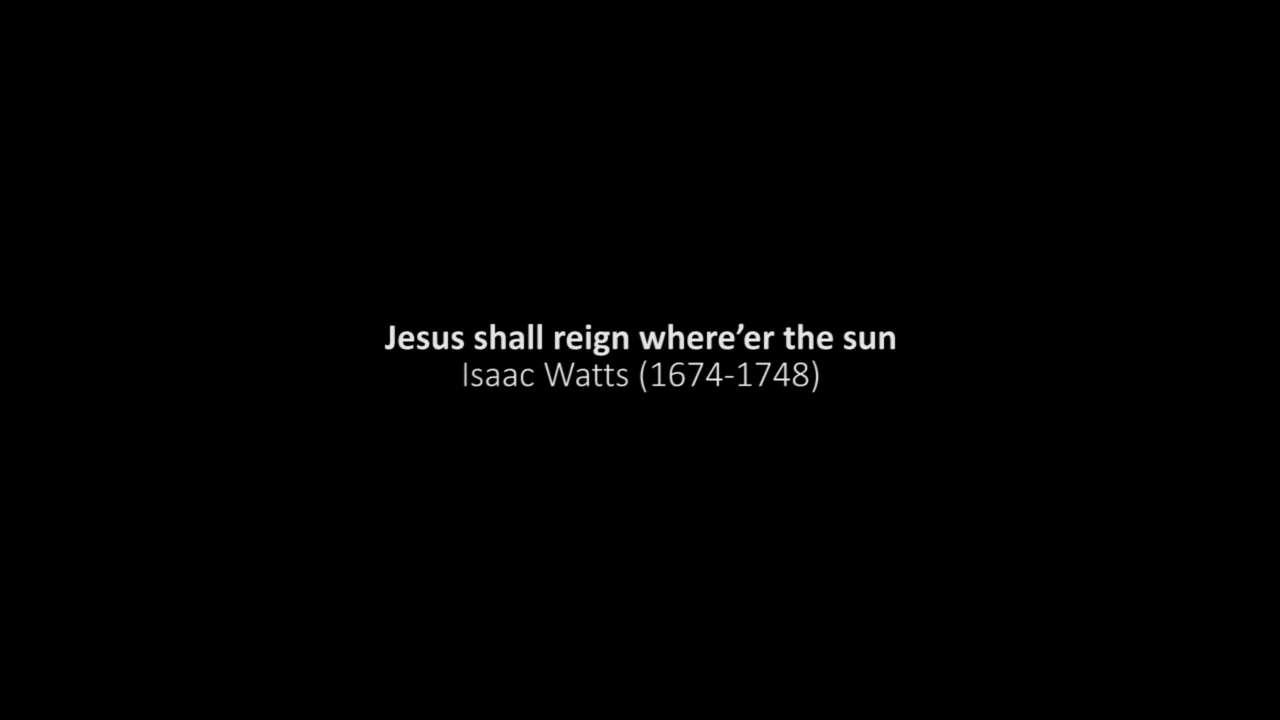 Jesus shall reign where’er the sun
Isaac Watts (1674-1748)